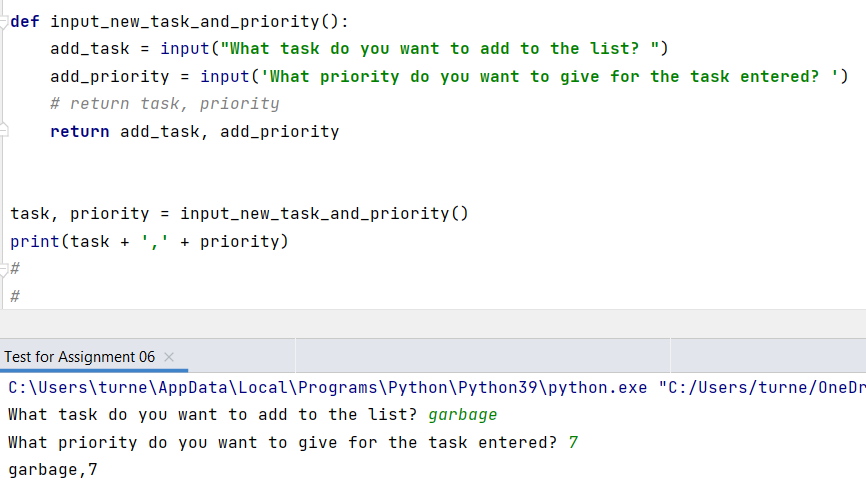 def input_new_task_and_priority():
    add_task = input("What task do you want to add to the list? ")
    add_priority = input('What priority do you want to give for the task entered? ')
    # return task, priority
    return add_task, add_priority
task, priority = input_new_task_and_priority()
print(task + ',' + priority)
#
#
Test for Assignment 06 ×
C:\Users\turne\AppData\Local\Programs\Python\Python39\python.exe "C:/Users/turne/OneDr
What task do you want to add to the list? garbage
What priority do you want to give for the task entered? 7
garbage,7